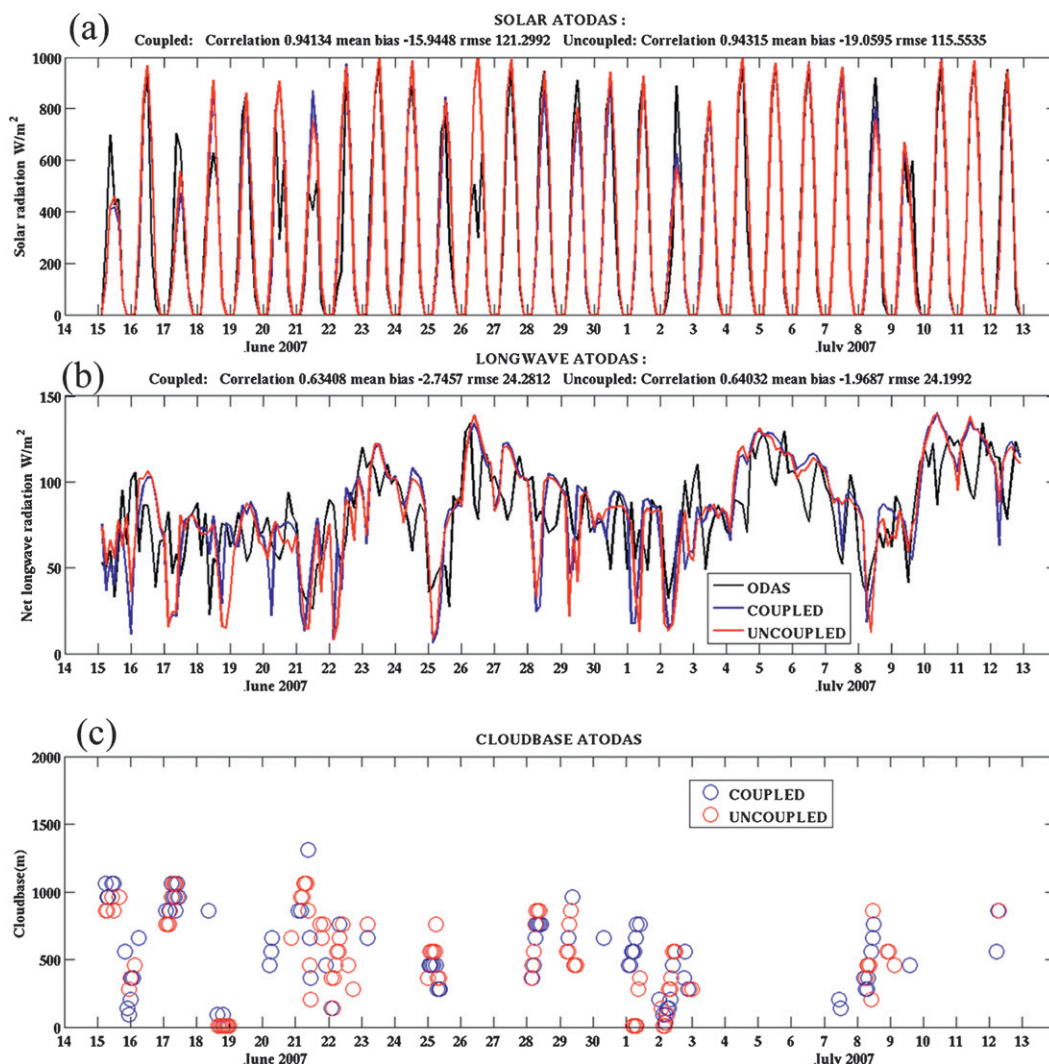 (a)
SOLAR ATODAS :
Coupled: Correlation 0.94134 mean bias -15.9448 rmse 121.2992 Uncoupled: Correlation 0.94315 mean bias -19.0595 rmse 115.5535
1000
800
600
400
200
0
Solar radiation W/m²
14 15 16 17 18 19 20 21 22 23 24 25 26 27 28 29 30 1 2 3 4 5 6 7 8 9 10 11 12 13
June 2007 July 2007
(b)
LONGWAVE ATODAS :
Coupled: Correlation 0.63408 mean bias -2.7457 rmse 24.2812 Uncoupled: Correlation 0.64032 mean bias -1.9687 rmse 24.1992
150
100
50
0
Net longwave radiation W/m²
ODAS
COUPLED
UNCOUPLED
14 15 16 17 18 19 20 21 22 23 24 25 26 27 28 29 30 1 2 3 4 5 6 7 8 9 10 11 12 13
June 2007 July 2007
(c)
CLOUDBASE ATODAS
2000
1500
1000
500
0
Cloudbase(m)
COUPLED
UNCOUPLED
14 15 16 17 18 19 20 21 22 23 24 25 26 27 28 29 30 1 2 3 4 5 6 7 8 9 10 11 12 13
June 2007 July 2007